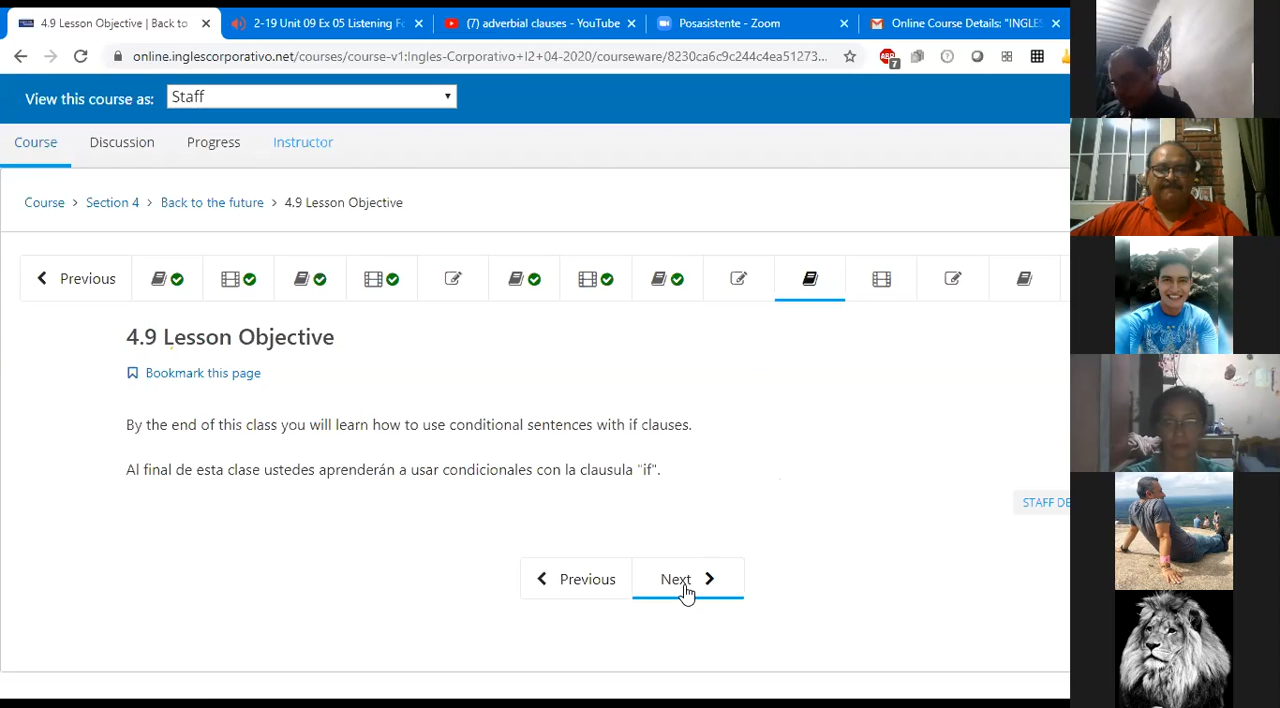 4.9 Lesson Objective | Back to
2-19 Unit 09 Ex 05 Listening Fo
(7) adverbial clauses - YouTube
Posasistente - Zoom
Online Course Details: "INGLES
online.inglescorporativo.net/courses/course-v1:Ingles-Corporativo+I2+04-2020/courseware/8230ca6c9c244c4ea51273...
7
View this course as: Staff
Course Discussion Progress Instructor
Course > Section 4 > Back to the future > 4.9 Lesson Objective
Previous
4.9 Lesson Objective
Bookmark this page
By the end of this class you will learn how to use conditional sentences with if clauses.
Al final de esta clase ustedes aprenderán a usar condicionales con la clausula "if".
STAFF DE
Previous Next